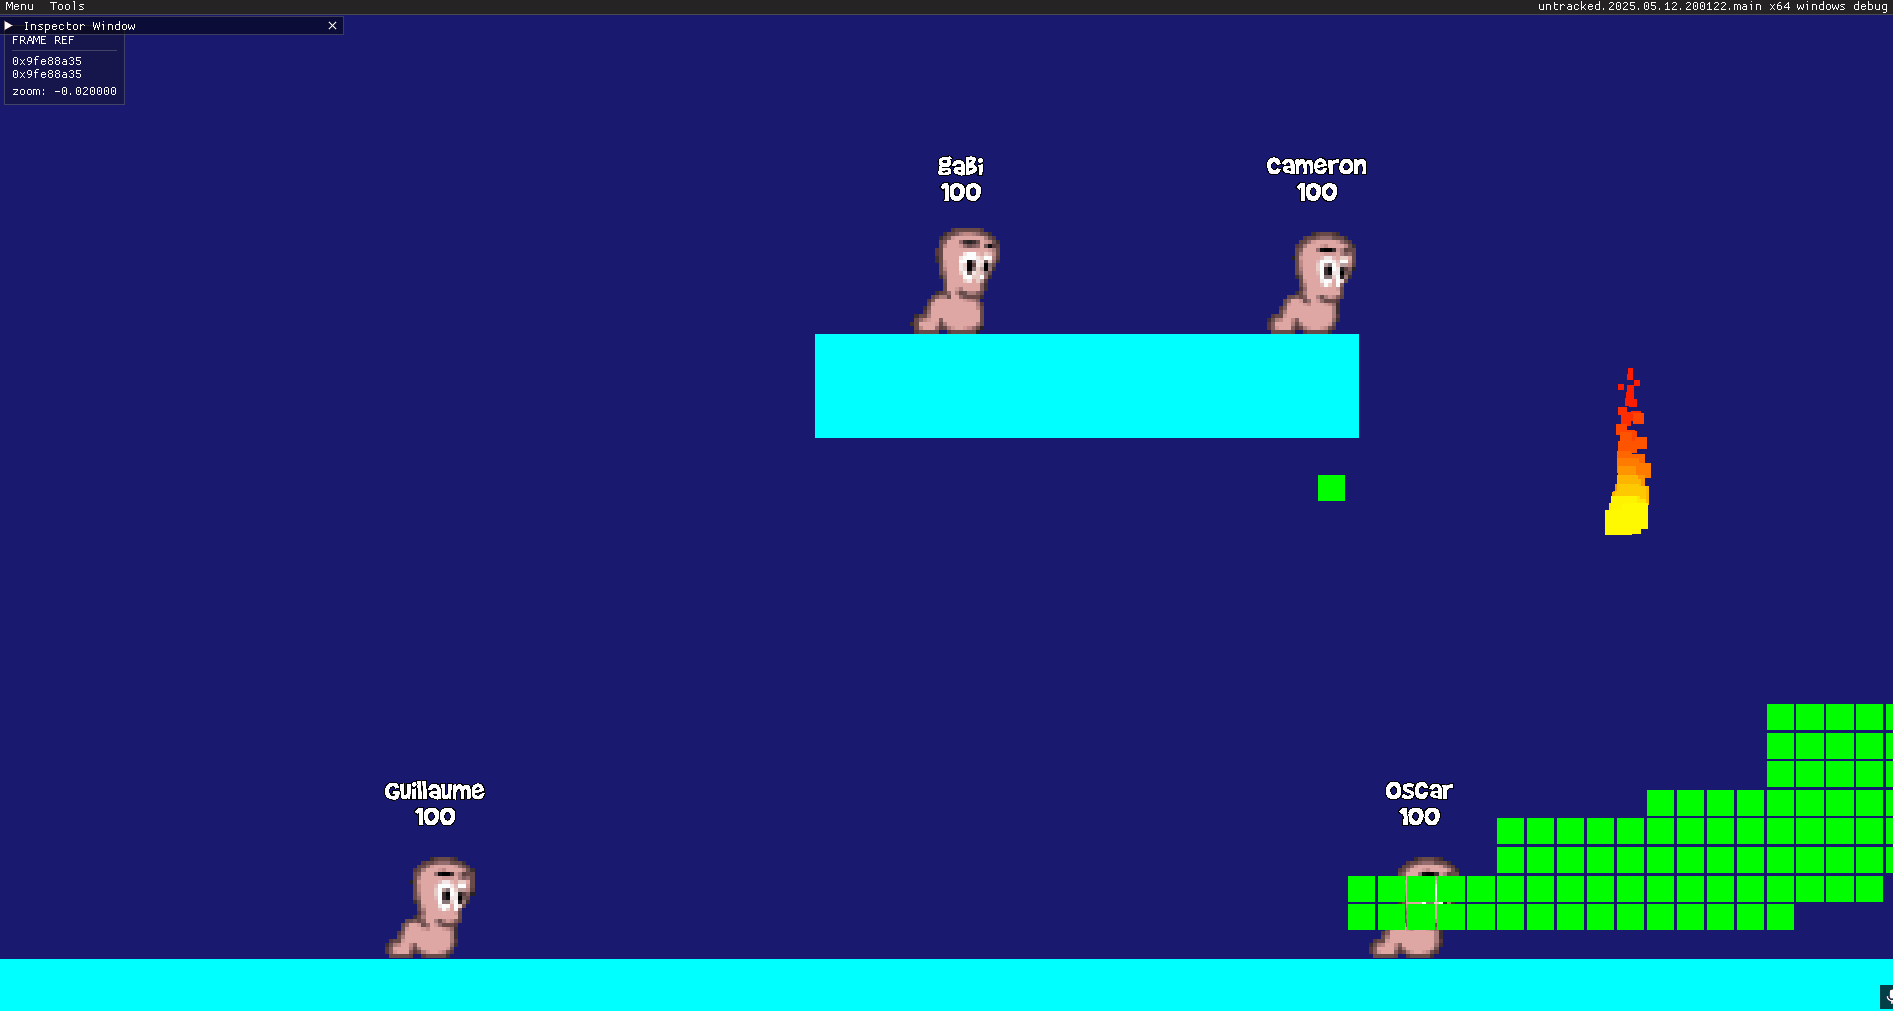 Menu Tools
untracked.2025.05.12.200122.main x64 windows debug
Inspector Window
FRAME REF
0x9fe88a35
0x9fe88a35
zoom: -0.020000
gaBi
100
cameron
100
Guillaume
100
Oscar
100